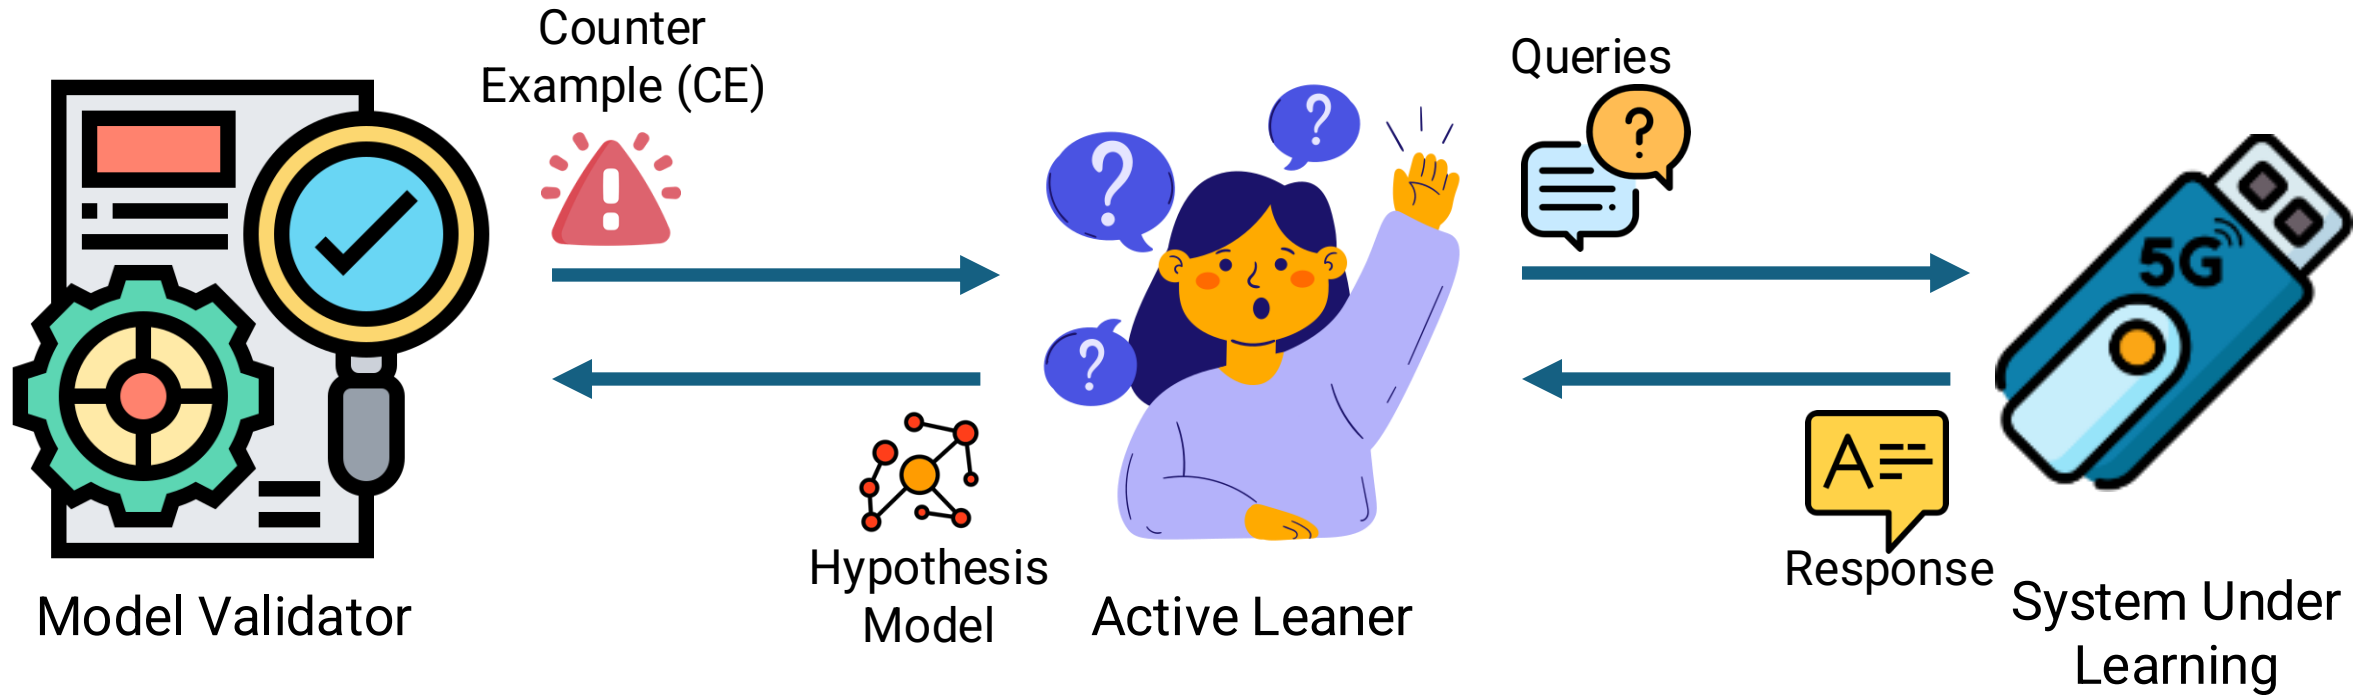 Counter
Example (CE)
Queries
5G
A
Hypothesis
Model
Response
Model Validator
Active Leaner
System Under
Learning